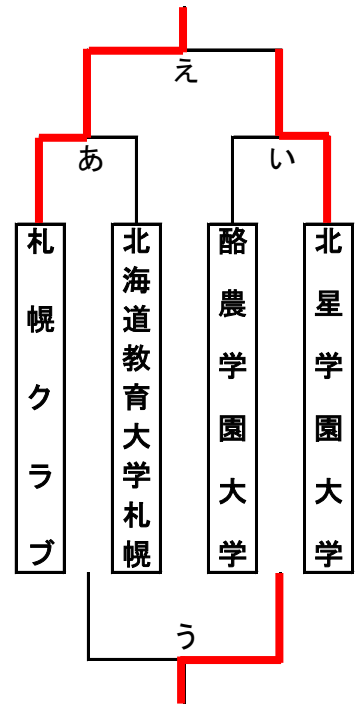 え
あ
い
札幌クラブ
北海道教育大学札幌
酪農学園大学
北星学園大学
う